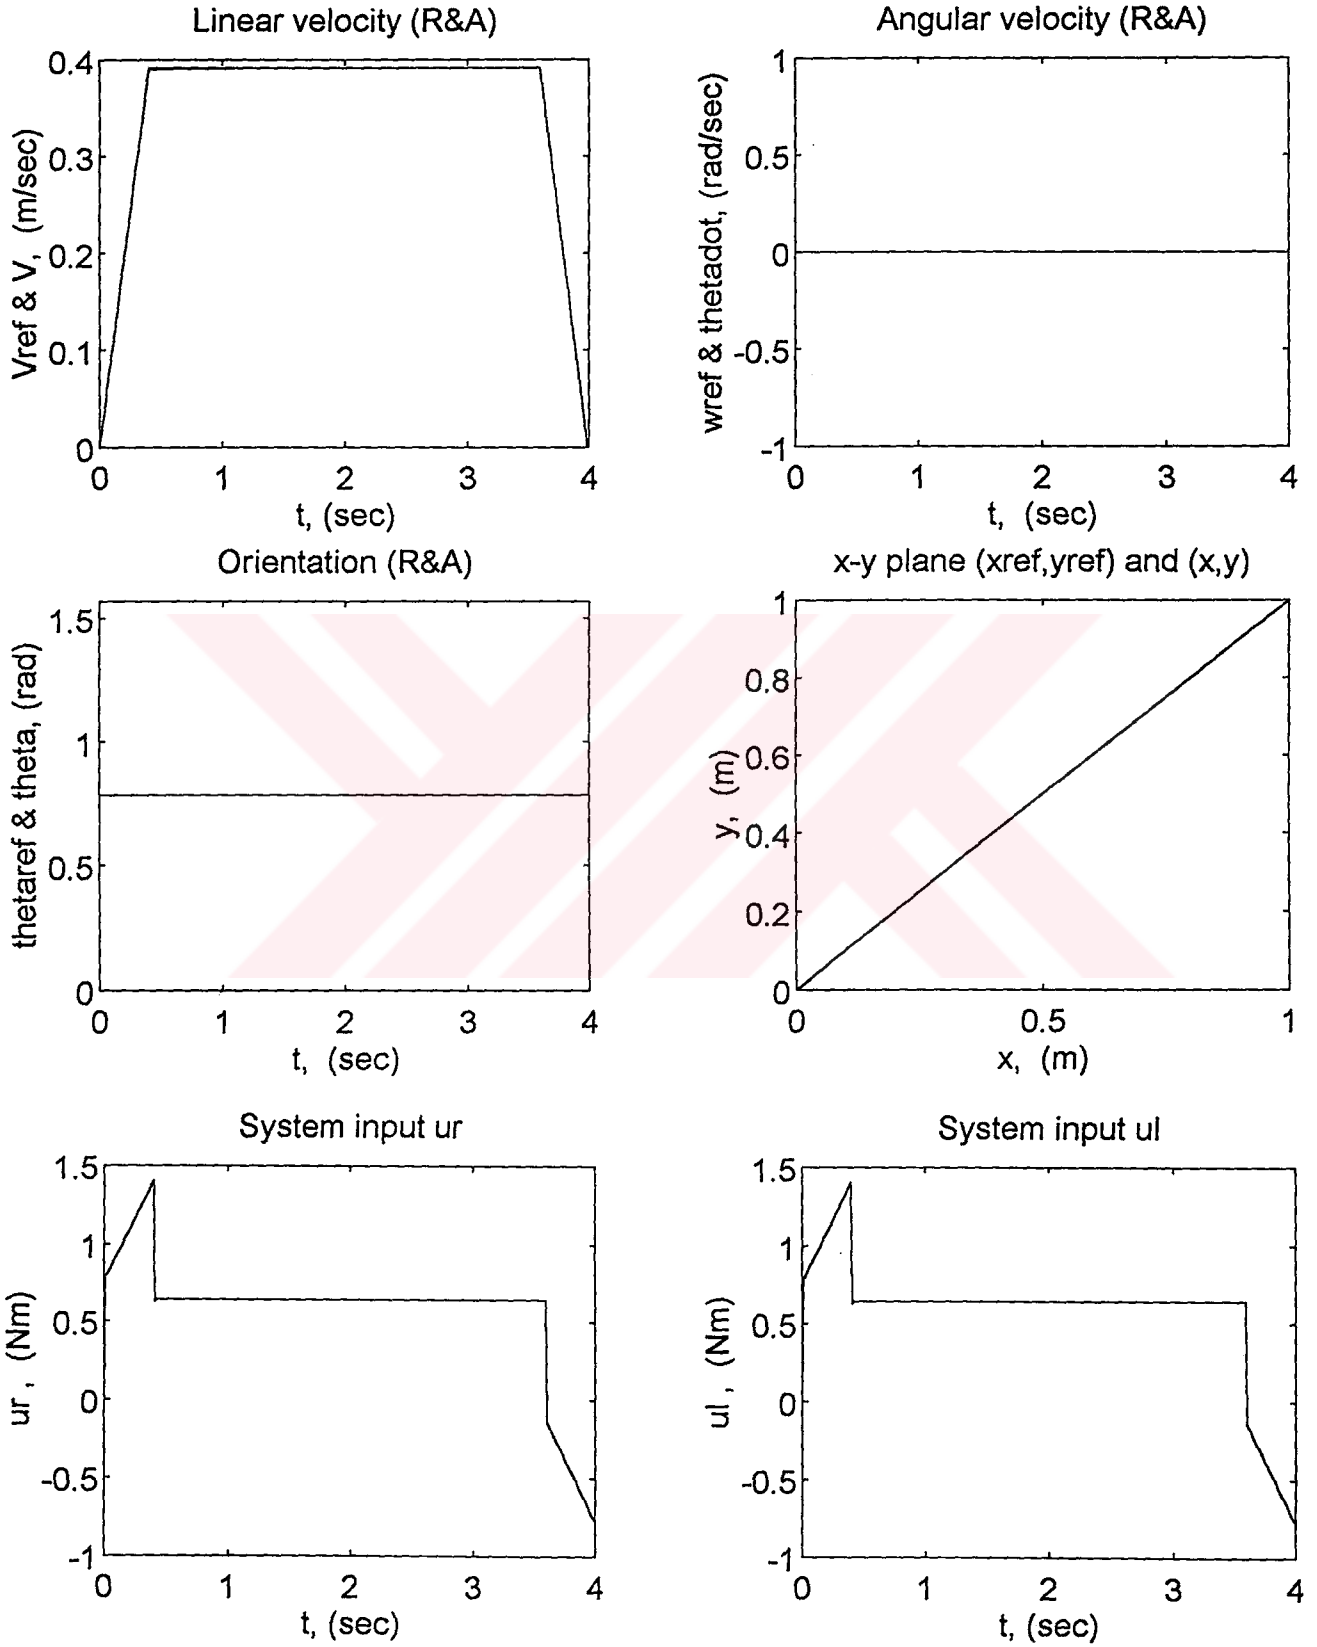 Linear velocity (R&A)
Vref & V, (m/sec)
0.4
0.3
0.2
0.1
0
0 1 2 3 4
t, (sec)
Angular velocity (R&A)
wref & thetadot, (rad/sec)
1
0.5
0
-0.5
-1
0 1 2 3 4
t, (sec)
Orientation (R&A)
thetaref & theta, (rad)
1.5
1
0.5
0
0 1 2 3 4
t, (sec)
x-y plane (xref,yref) and (x,y)
y, (m)
1
0.8
0.6
0.4
0.2
0
0 0.5 1
x, (m)
System input ur
ur , (Nm)
1.5
1
0.5
0
-0.5
-1
0 1 2 3 4
t, (sec)
System input ul
ul , (Nm)
1.5
1
0.5
0
-0.5
-1
0 1 2 3 4
t, (sec)